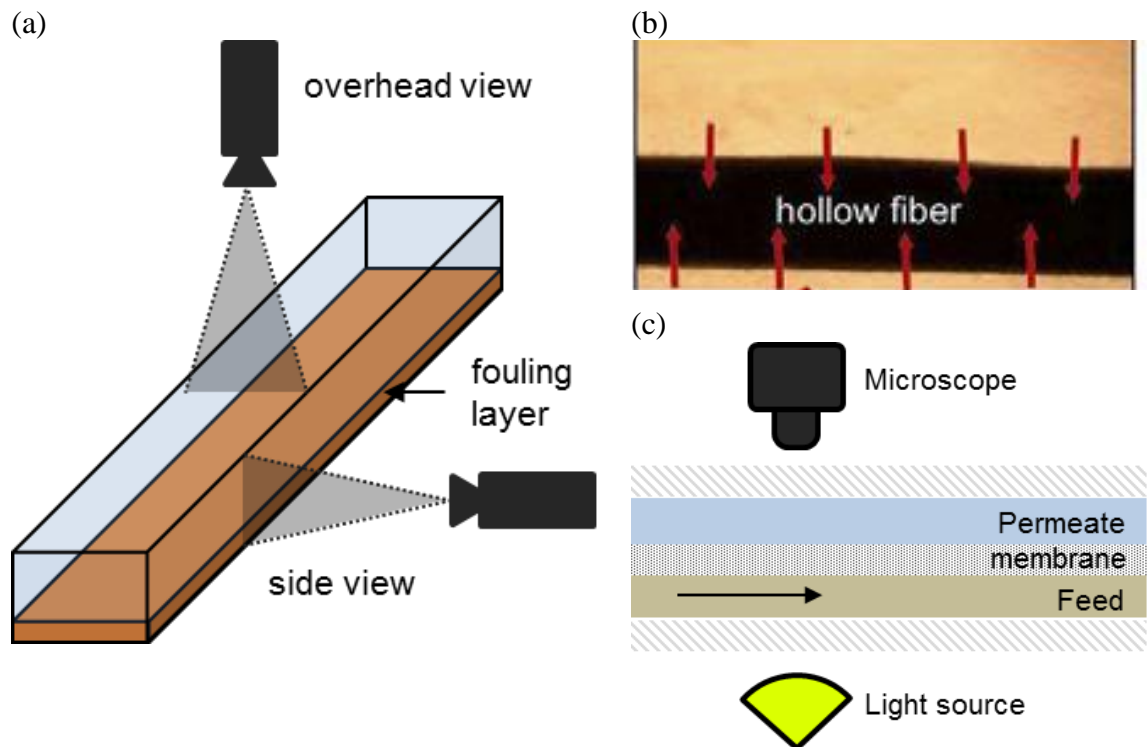 (a)
overhead view
fouling
layer
side view
(b)
hollow fiber
(c)
Microscope
Permeate
membrane
Feed
Light source